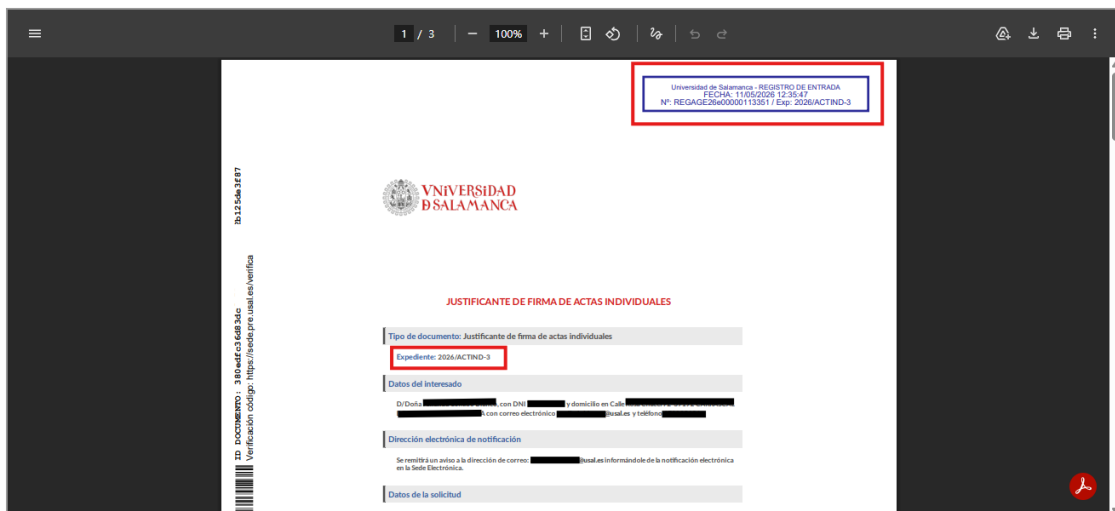 1 / 3
100%
Universidad de Salamanca - REGISTRO DE ENTRADA
FECHA: 11/05/2026 12:35:47
Nº: REGAGE26e00000113351 / Exp: 2026/ACTIND-3
VNiVERSiDAD
Ð SALAMANCA
JUSTIFICANTE DE FIRMA DE ACTAS INDIVIDUALES
Tipo de documento: Justificante de firma de actas individuales
Expediente: 2026/ACTIND-3
Datos del interesado
D/Doña , con DNI y domicilio en Calle
A con correo electrónico @usal.es y teléfono
Dirección electrónica de notificación
Se remitirá un aviso a la dirección de correo: @usal.es informándole de la notificación electrónica
en la Sede Electrónica.
Datos de la solicitud
ID DOCUMENTO: 380edfc36d83dc 1b125de3f87
Verificación código: https://sede.pre.usal.es/verifica